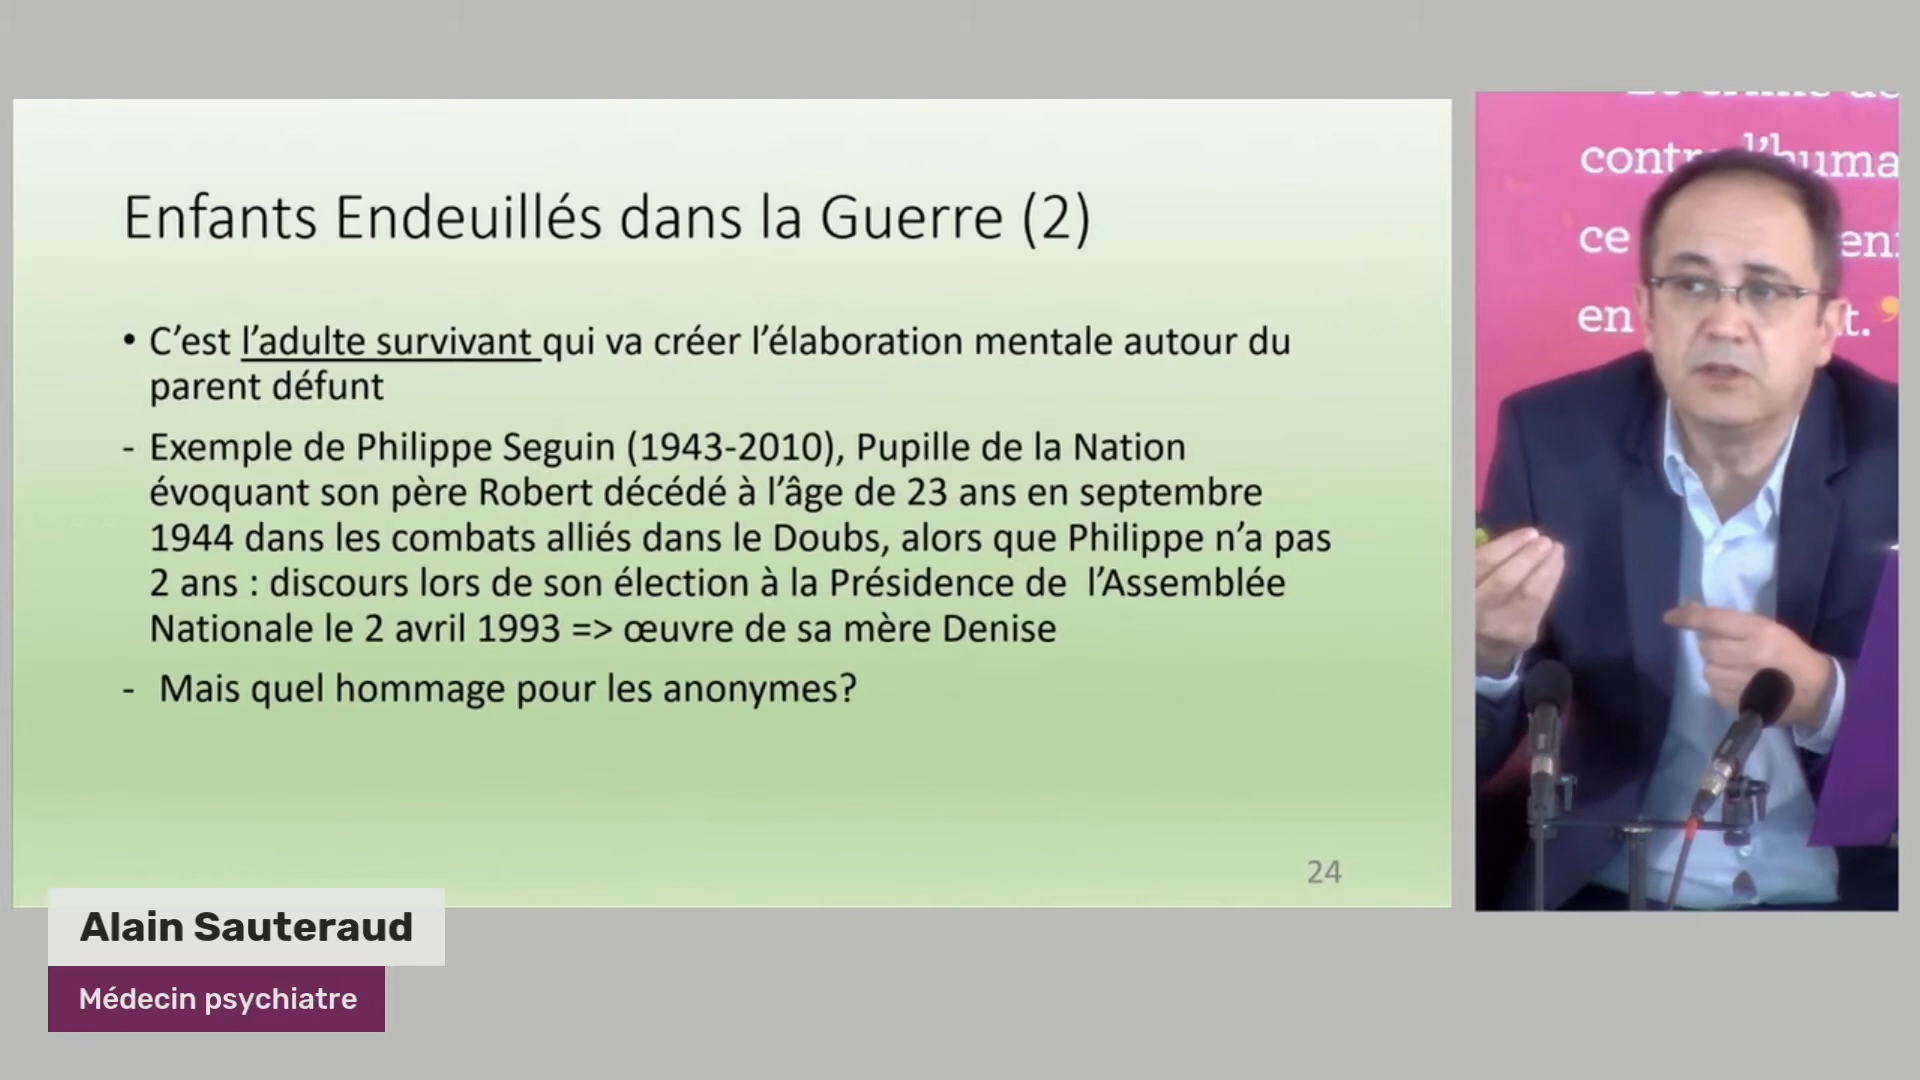 Enfants Endeuillés dans la Guerre (2)
• C’est l’adulte survivant qui va créer l’élaboration mentale autour du
parent défunt
- Exemple de Philippe Seguin (1943-2010), Pupille de la Nation
évoquant son père Robert décédé à l’âge de 23 ans en septembre
1944 dans les combats alliés dans le Doubs, alors que Philippe n’a pas
2 ans : discours lors de son élection à la Présidence de l’Assemblée
Nationale le 2 avril 1993 => œuvre de sa mère Denise
- Mais quel hommage pour les anonymes?
24
Alain Sauteraud
Médecin psychiatre
l’huma
ce
en